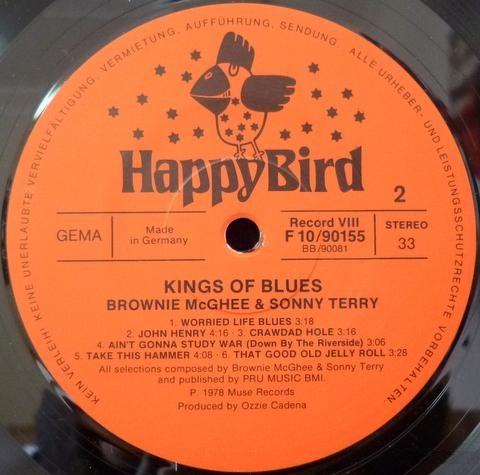 KEIN VERLEIH! KEINE UNERLAUBTE VERVIELFÄLTIGUNG, VERMIETUNG, AUFFÜHRUNG, SENDUNG ALLE URHEBER- UND LEISTUNGSSCHUTZRECHTE VORBEHALTEN.
HappyBird
2
GEMA
Made
in Germany
Record VIII
F 10/90155
BB/90081
STEREO
33
KINGS OF BLUES
BROWNIE McGHEE & SONNY TERRY
1. WORRIED LIFE BLUES 3:18
2. JOHN HENRY 4:16 · 3. CRAWDAD HOLE 3:16
4. AIN'T GONNA STUDY WAR (Down By The Riverside) 3:06
5. TAKE THIS HAMMER 4:08 · 6. THAT GOOD OLD JELLY ROLL 3:28
All selections composed by Brownie McGhee & Sonny Terry
and published by PRU MUSIC BMI.
P. 1978 Muse Records
Produced by Ozzie Cadena